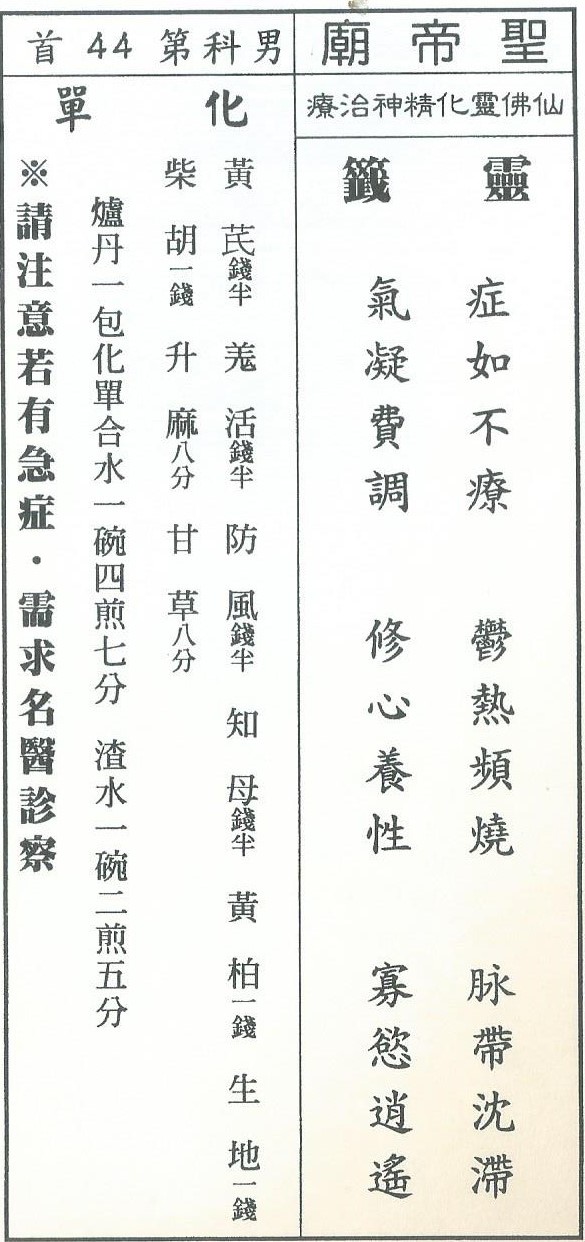 聖帝廟
仙佛靈化精神治療
靈籤
症如不療 鬱熱頻燒 脉帶沈滯
氣凝費調 修心養性 寡慾逍遙
男科第44首
化單
黃芪錢半 羗活錢半 防風錢半 知母錢半 黃柏一錢 生地一錢
柴胡一錢 升麻八分 甘草八分
爐丹一包化單合水一碗四煎七分 渣水一碗二煎五分
※請注意若有急症·需求名醫診察